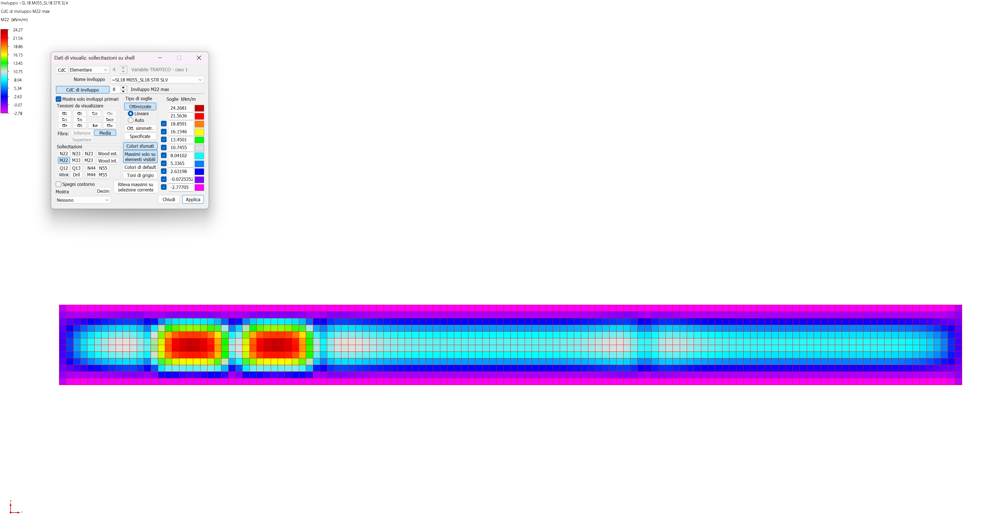 Inviluppo ~SL18 M055_SL18 STR SLV
CdC di Inviluppo M22 max
M22 (kNm/m)
24.27
21.56
18.86
16.15
13.45
10.75
8.04
5.34
2.63
-0.07
-2.78
Dati di visualiz. sollecitazioni su shell
CdC Elementare 4 Variabile TRAFFICO - caso 1
Nome inviluppo ~SL18 M055_SL18 STR SLV
CdC di inviluppo 8 Inviluppo M22 max
Mostra solo inviluppi primari
Tensioni da visualizzare
σ2 σ3 τ23 σM
τ21 τ31 τM23
σ4 σ5 εdp σid
Fibra: Inferiore Media
Superiore
Sollecitazioni
N22 N33 N23 Wood est.
M22 M33 M23 Wood int.
Q12 Q13 N44 N55
Wink Dril M44 M55
Spegni contorno
Mostra Decim
Nessuno
Tipo di soglie
Ottimizzate
Lineare
Auto
Ott. simmetr.
Specificate
Colori sfumati
Massimi solo su
elementi visibili
Colori di default
Toni di grigio
Rileva massimi su
selezione corrente
Soglie kNm/m
24.2681
21.5636
18.8591
16.1546
13.4501
10.7455
8.04102
5.3365
2.63198
-0.0725352
-2.77705
Chiudi Applica
y
x